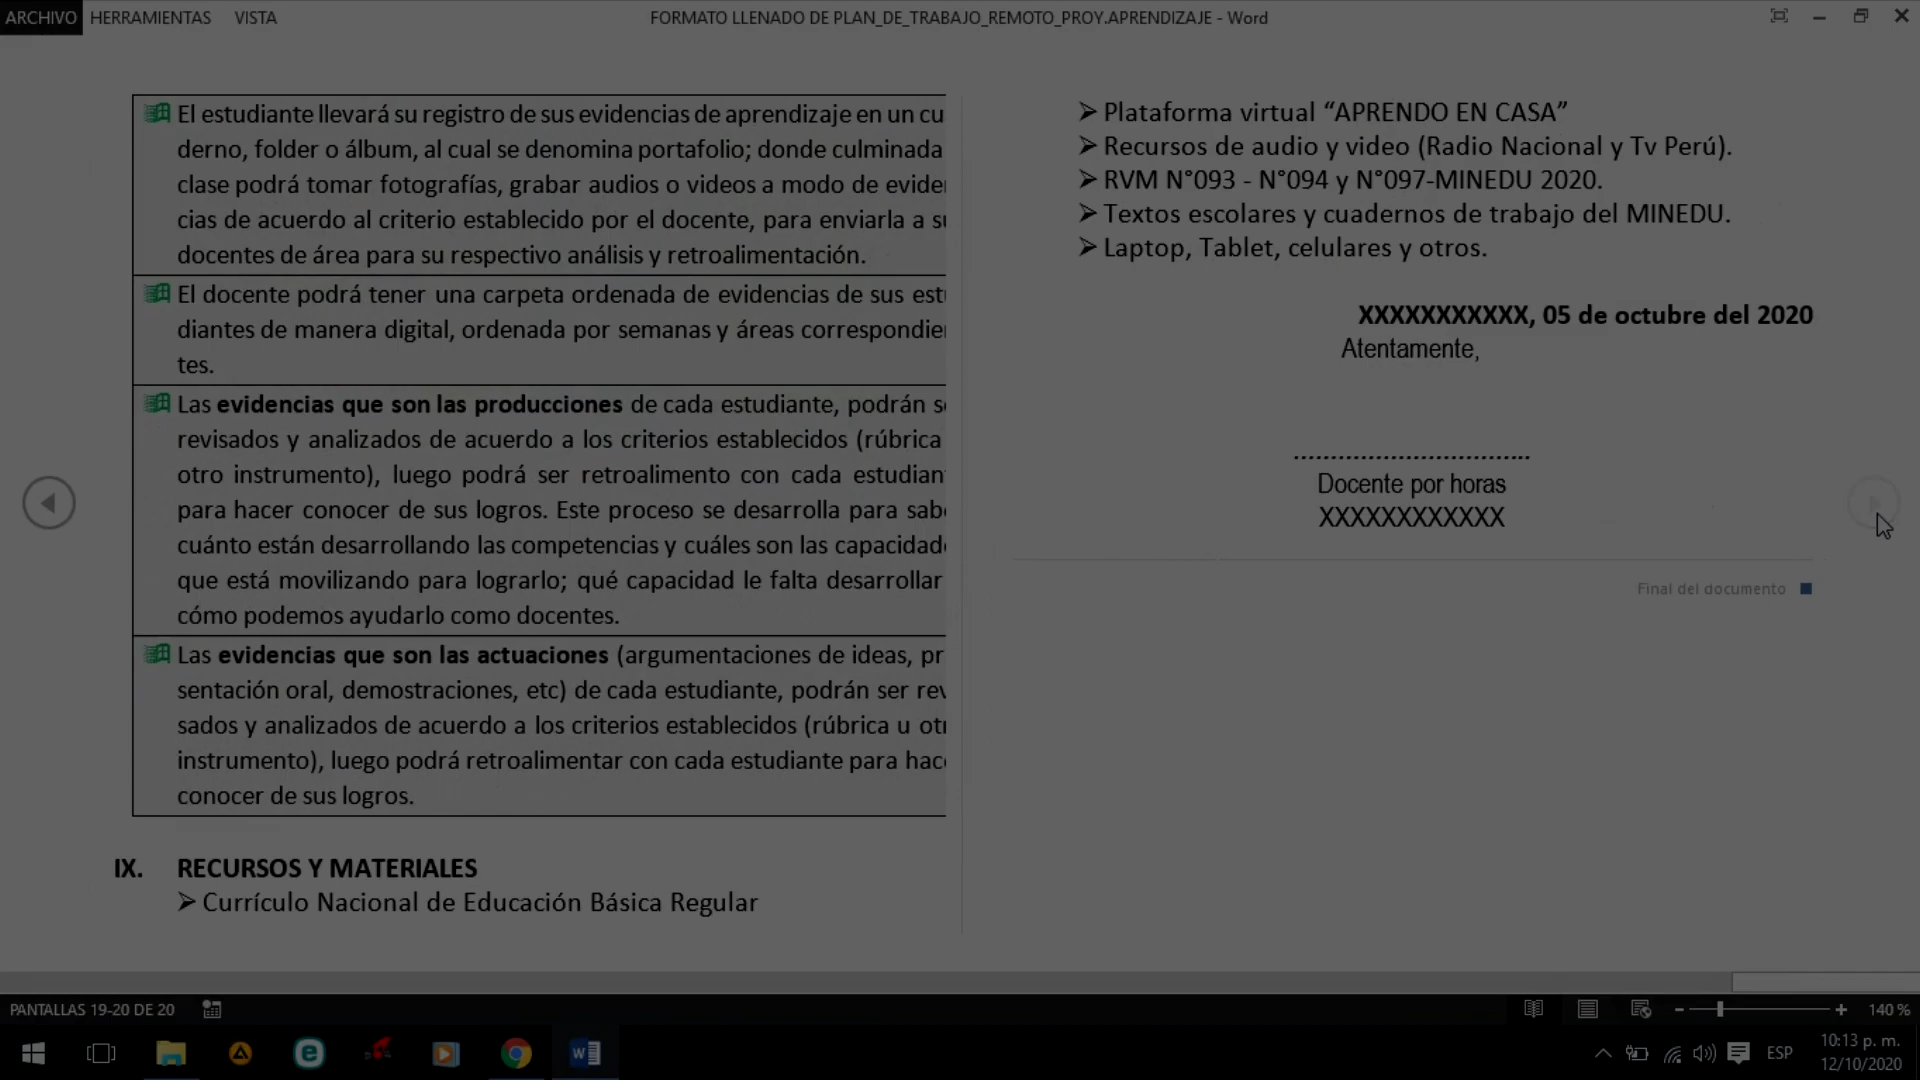 ARCHIVO HERRAMIENTAS VISTA
FORMATO LLENADO DE PLAN_DE_TRABAJO_REMOTO_PROY.APRENDIZAJE - Word
El estudiante llevará su registro de sus evidencias de aprendizaje en un cu
derno, folder o álbum, al cual se denomina portafolio; donde culminada
clase podrá tomar fotografías, grabar audios o videos a modo de eviden
cias de acuerdo al criterio establecido por el docente, para enviarla a su
docentes de área para su respectivo análisis y retroalimentación.
El docente podrá tener una carpeta ordenada de evidencias de sus estu
diantes de manera digital, ordenada por semanas y áreas correspondien
tes.
Las evidencias que son las producciones de cada estudiante, podrán se
revisados y analizados de acuerdo a los criterios establecidos (rúbrica
otro instrumento), luego podrá ser retroalimento con cada estudian
para hacer conocer de sus logros. Este proceso se desarrolla para sabe
cuánto están desarrollando las competencias y cuáles son las capacidade
que está movilizando para lograrlo; qué capacidad le falta desarrollar
cómo podemos ayudarlo como docentes.
Las evidencias que son las actuaciones (argumentaciones de ideas, pr
sentación oral, demostraciones, etc) de cada estudiante, podrán ser rev
sados y analizados de acuerdo a los criterios establecidos (rúbrica u otr
instrumento), luego podrá retroalimentar con cada estudiante para hace
conocer de sus logros.
IX. RECURSOS Y MATERIALES
➢ Currículo Nacional de Educación Básica Regular
➢ Plataforma virtual “APRENDO EN CASA”
➢ Recursos de audio y video (Radio Nacional y Tv Perú).
➢ RVM N°093 - N°094 y N°097-MINEDU 2020.
➢ Textos escolares y cuadernos de trabajo del MINEDU.
➢ Laptop, Tablet, celulares y otros.
XXXXXXXXXXX, 05 de octubre del 2020
Atentamente,
...............................
Docente por horas
XXXXXXXXXXXX
Final del documento
PANTALLAS 19-20 DE 20
140 %
ESP
10:13 p. m.
12/10/2020